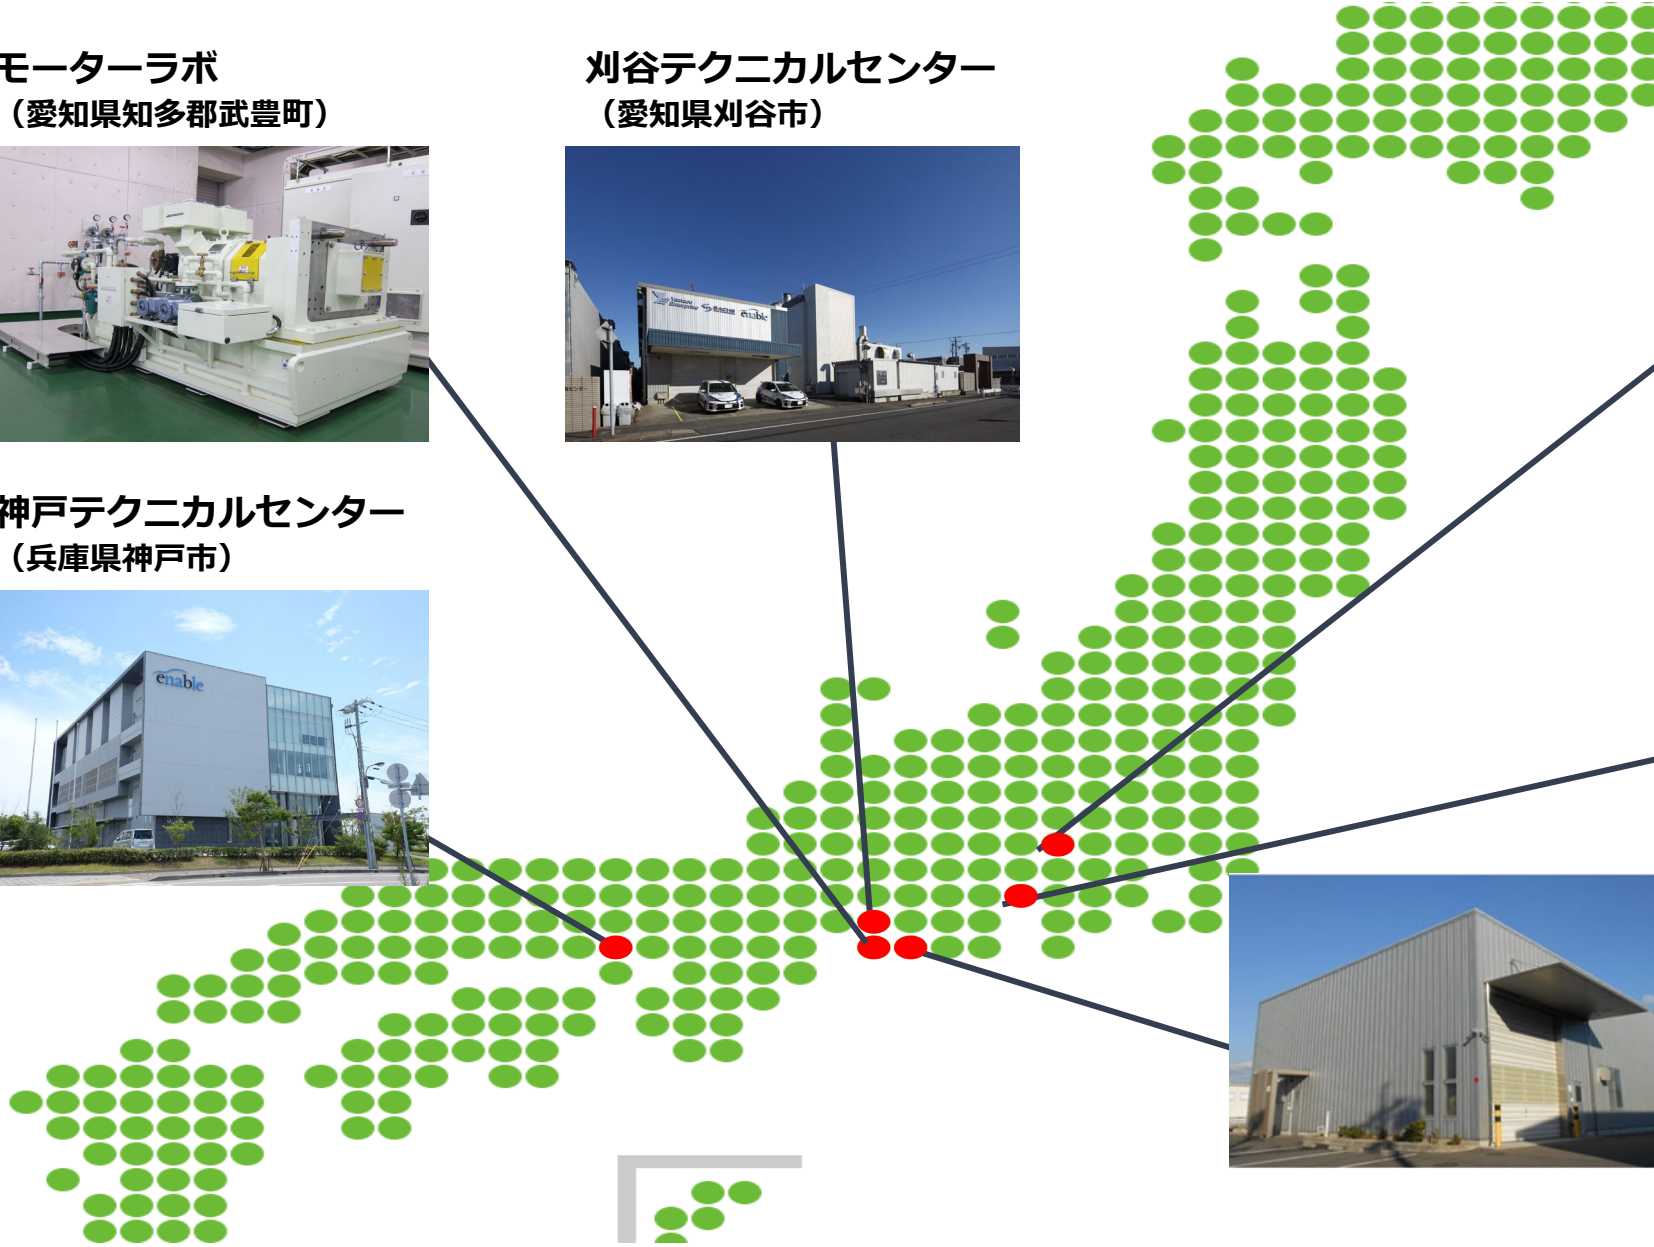 モーターラボ
（愛知県知多郡武豊町）
刈谷テクニカルセンター
（愛知県刈谷市）
enable
神戸テクニカルセンター
（兵庫県神戸市）
enable